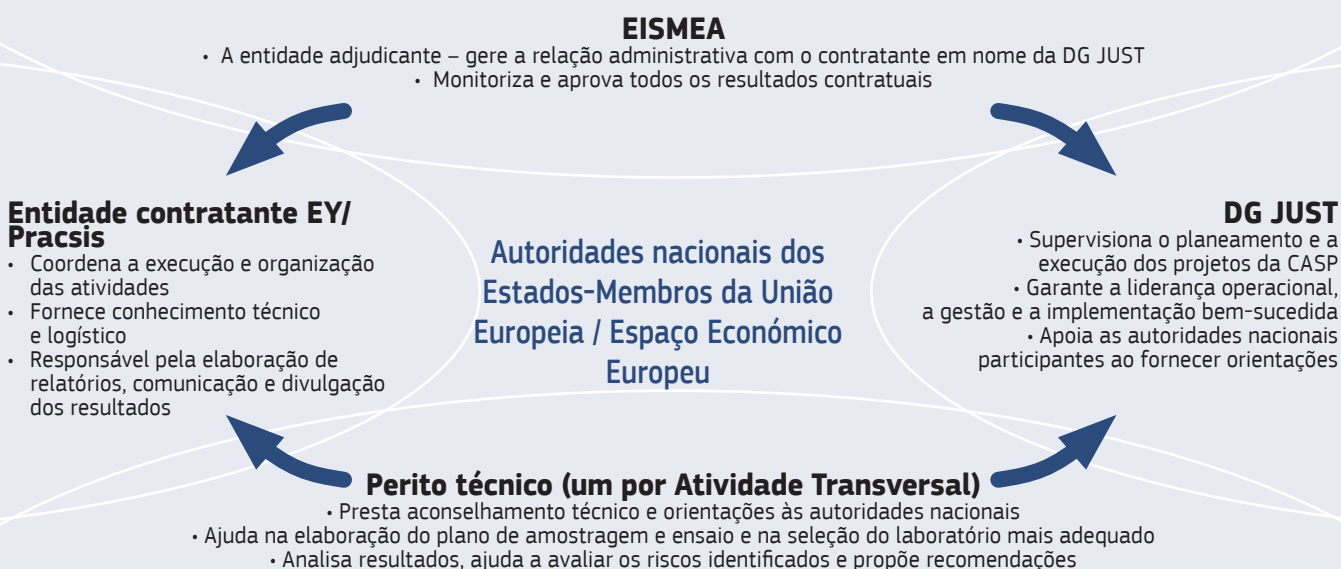 EISMEA
• A entidade adjudicante – gere a relação administrativa com o contratante em nome da DG JUST
• Monitoriza e aprova todos os resultados contratuais
Entidade contratante EY/
Pracsis
• Coordena a execução e organização
das atividades
• Fornece conhecimento técnico
e logístico
• Responsável pela elaboração de
relatórios, comunicação e divulgação
dos resultados
Autoridades nacionais dos
Estados-Membros da União
Europeia / Espaço Económico
Europeu
DG JUST
• Supervisiona o planeamento e a
execução dos projetos da CASP
• Garante a liderança operacional,
a gestão e a implementação bem-sucedida
• Apoia as autoridades nacionais
participantes ao fornecer orientações
Perito técnico (um por Atividade Transversal)
• Presta aconselhamento técnico e orientações às autoridades nacionais
• Ajuda na elaboração do plano de amostragem e ensaio e na seleção do laboratório mais adequado
• Analisa resultados, ajuda a avaliar os riscos identificados e propõe recomendações